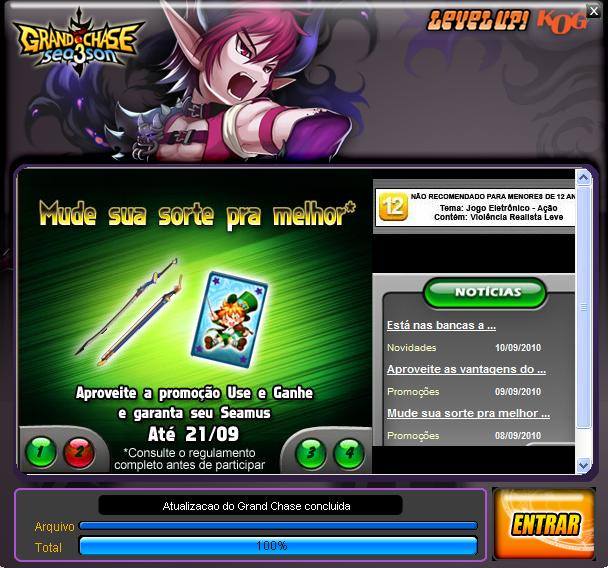 GRAND CHASE
sea3son
LEVEL UP!
KOG
Mude sua sorte pra melhor*
Aproveite a promoção Use e Ganhe
e garanta seu Seamus
Até 21/09
*Consulte o regulamento
completo antes de participar
1
2
3
4
12
NÃO RECOMENDADO PARA MENORES DE 12 AN
Tema: Jogo Eletrônico - Ação
Contém: Violência Realista Leve
NOTÍCIAS
Está nas bancas a ...
Novidades 10/09/2010
Aproveite as vantagens do ...
Promoções 09/09/2010
Mude sua sorte pra melhor ...
Promoções 08/09/2010
Atualizacao do Grand Chase concluida
Arquivo
Total 100%
ENTRAR